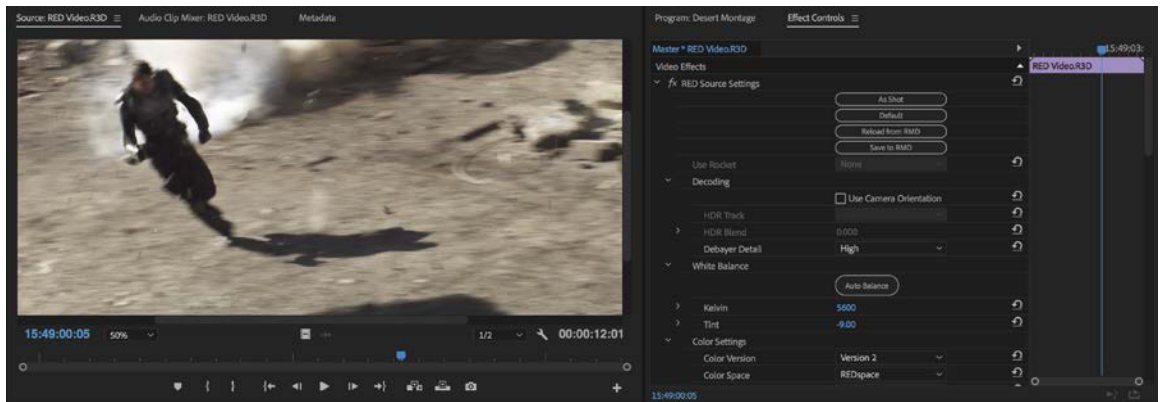 Source: RED Video.R3D
Audio Clip Mixer: RED Video.R3D
Metadata
15:49:00:05
50%
1/2
00:00:12:01
Program: Desert Montage
Effect Controls
Master * RED Video.R3D
15:49:03:
Video Effects
RED Video.R3D
fx RED Source Settings
As Shot
Default
Reload from RMD
Save to RMD
Use Rocket
None
Decoding
Use Camera Orientation
HDR Track
HDR Blend
0.000
Debayer Detail
High
White Balance
Auto Balance
Kelvin
5600
Tint
-9.00
Color Settings
Color Version
Version 2
Color Space
REDspace
15:49:00:05